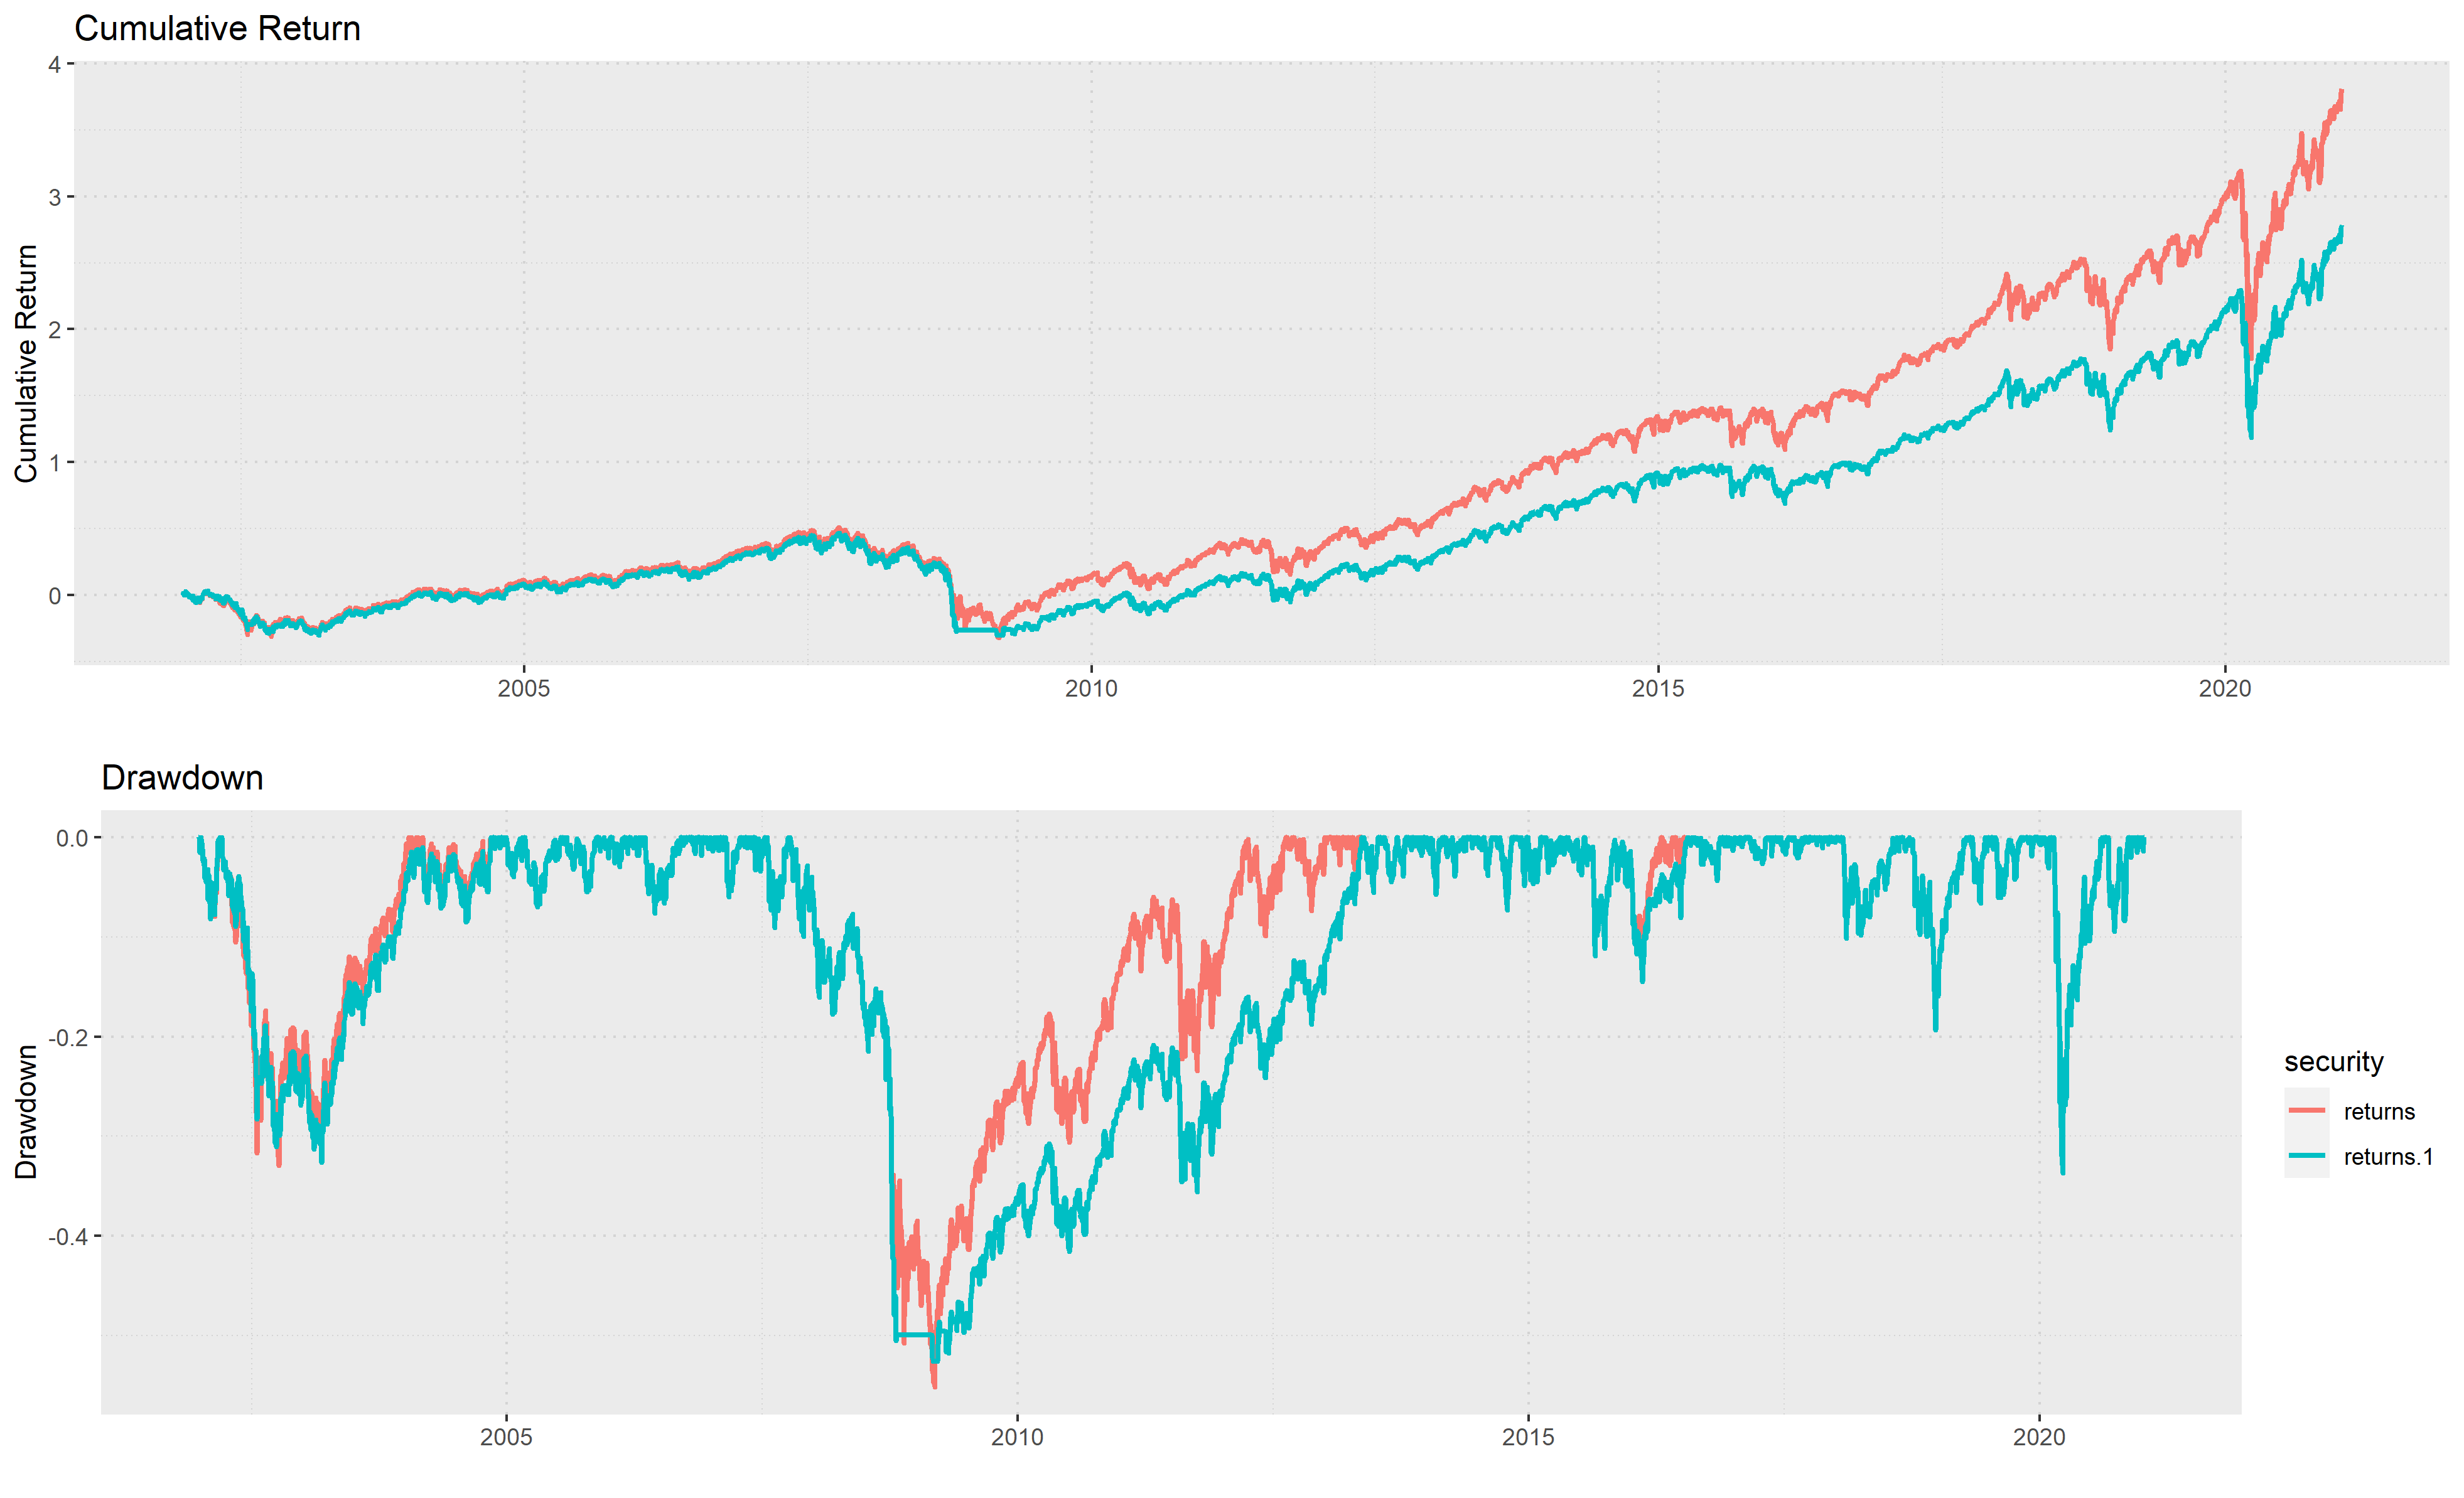 Cumulative Return
Cumulative Return
4
3
2
1
0
2005 2010 2015 2020
Drawdown
Drawdown
0.0
-0.2
-0.4
2005 2010 2015 2020
security
returns
returns.1